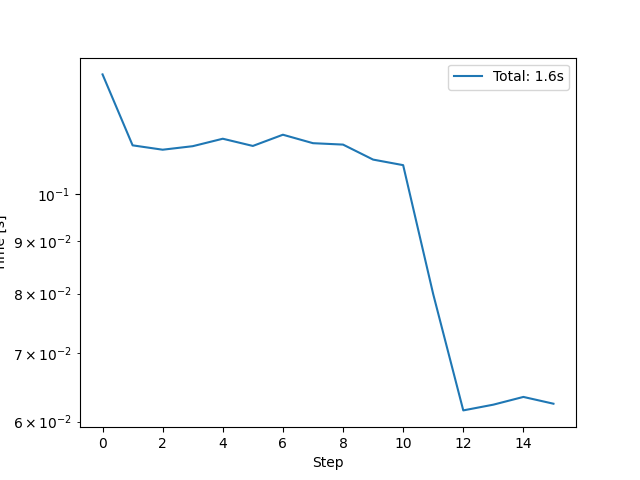 Total: 1.6s
10⁻¹
9 × 10⁻²
8 × 10⁻²
7 × 10⁻²
6 × 10⁻²
Time [s]
0 2 4 6 8 10 12 14
Step